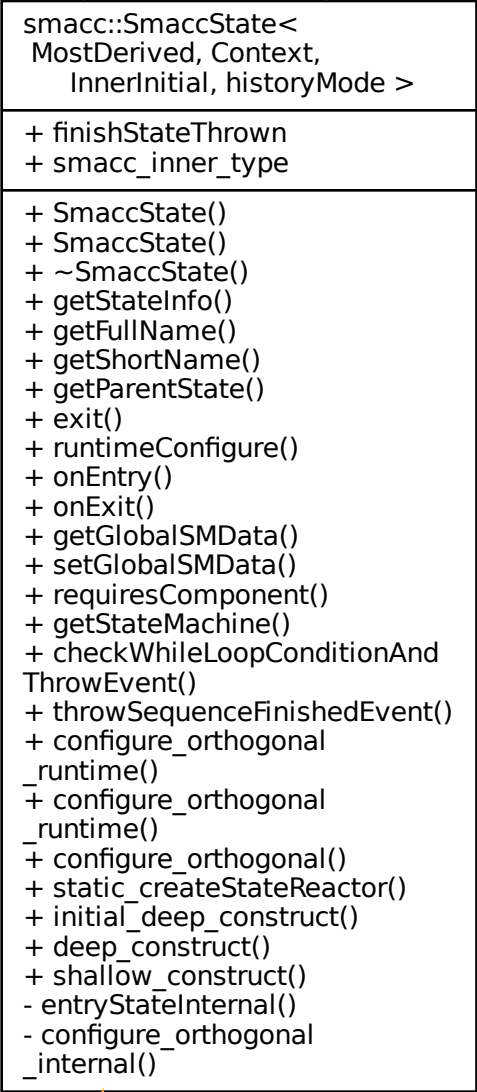 smacc::SmaccState<
MostDerived, Context,
InnerInitial, historyMode >
+ finishStateThrown
+ smacc_inner_type
+ SmaccState()
+ SmaccState()
+ ~SmaccState()
+ getStateInfo()
+ getFullName()
+ getShortName()
+ getParentState()
+ exit()
+ runtimeConfigure()
+ onEntry()
+ onExit()
+ getGlobalSMData()
+ setGlobalSMData()
+ requiresComponent()
+ getStateMachine()
+ checkWhileLoopConditionAnd
ThrowEvent()
+ throwSequenceFinishedEvent()
+ configure_orthogonal
_runtime()
+ configure_orthogonal
_runtime()
+ configure_orthogonal()
+ static_createStateReactor()
+ initial_deep_construct()
+ deep_construct()
+ shallow_construct()
- entryStateInternal()
- configure_orthogonal
_internal()